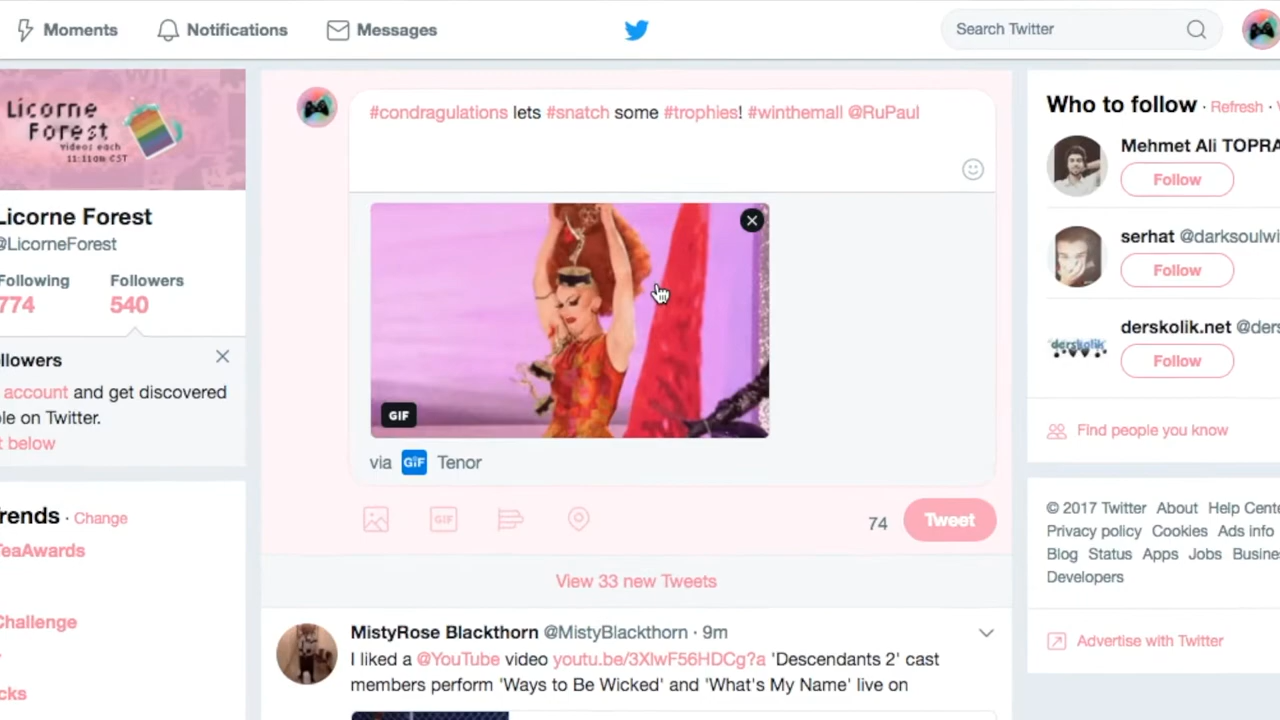 Moments
Notifications
Messages
Search Twitter
Licorne
Forest
videos each
11:11am CST
Licorne Forest
@LicorneForest
Following
Followers
774
540
llowers
account and get discovered
le on Twitter.
t below
rends · Change
TeaAwards
Challenge
cks
#condragulations lets #snatch some #trophies! #winthemall @RuPaul
GIF
via GIF Tenor
GIF
74
Tweet
View 33 new Tweets
MistyRose Blackthorn @MistyBlackthorn · 9m
I liked a @YouTube video youtu.be/3XlwF56HDCg?a 'Descendants 2' cast
members perform 'Ways to Be Wicked' and 'What's My Name' live on
Who to follow · Refresh ·
Mehmet Ali TOPRA
Follow
serhat @darksoulwi
Follow
derskolik
derskolik.net @ders
Follow
Find people you know
© 2017 Twitter About Help Cente
Privacy policy Cookies Ads info
Blog Status Apps Jobs Busine
Developers
Advertise with Twitter